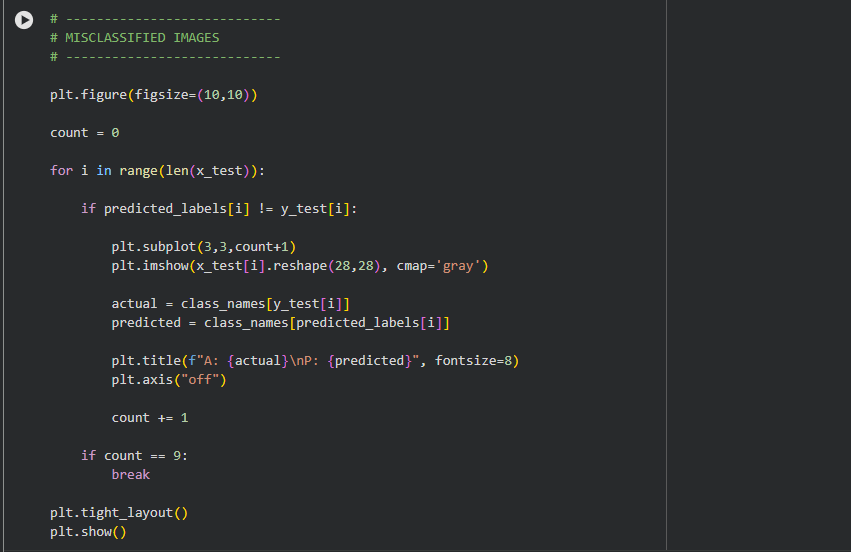 # ----------------------------
# MISCLASSIFIED IMAGES
# ----------------------------
plt.figure(figsize=(10,10))
count = 0
for i in range(len(x_test)):
    if predicted_labels[i] != y_test[i]:
        plt.subplot(3,3,count+1)
        plt.imshow(x_test[i].reshape(28,28), cmap='gray')
        actual = class_names[y_test[i]]
        predicted = class_names[predicted_labels[i]]
        plt.title(f"A: {actual}\nP: {predicted}", fontsize=8)
        plt.axis("off")
        count += 1
    if count == 9:
        break
plt.tight_layout()
plt.show()